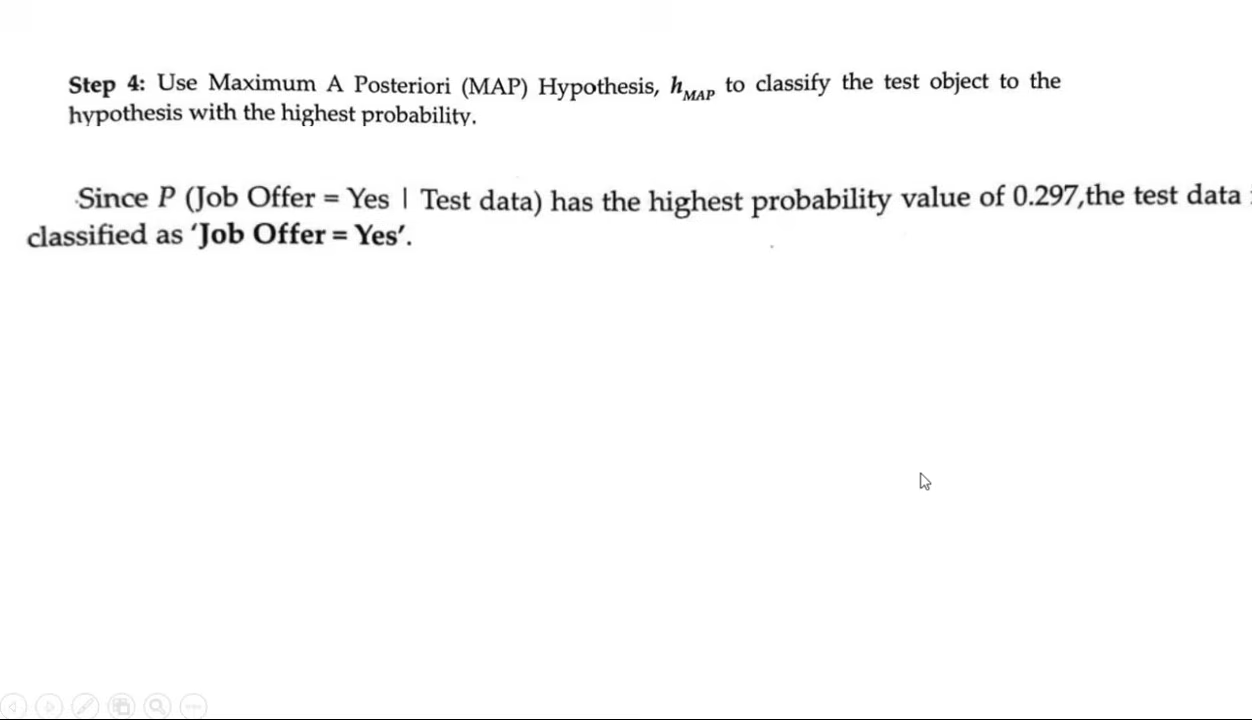 Step 4: Use Maximum A Posteriori (MAP) Hypothesis, hMAP to classify the test object to the
hypothesis with the highest probability.
Since P (Job Offer = Yes | Test data) has the highest probability value of 0.297,the test data
classified as ‘Job Offer = Yes’.